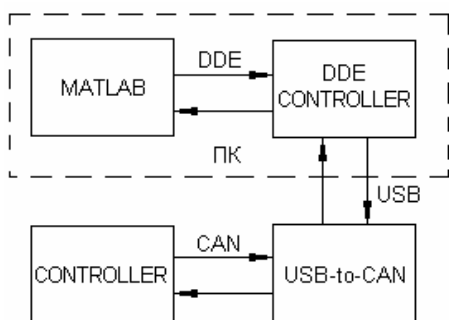 DDE
MATLAB
DDE
CONTROLLER
ПК
USB
CAN
CONTROLLER
USB-to-CAN